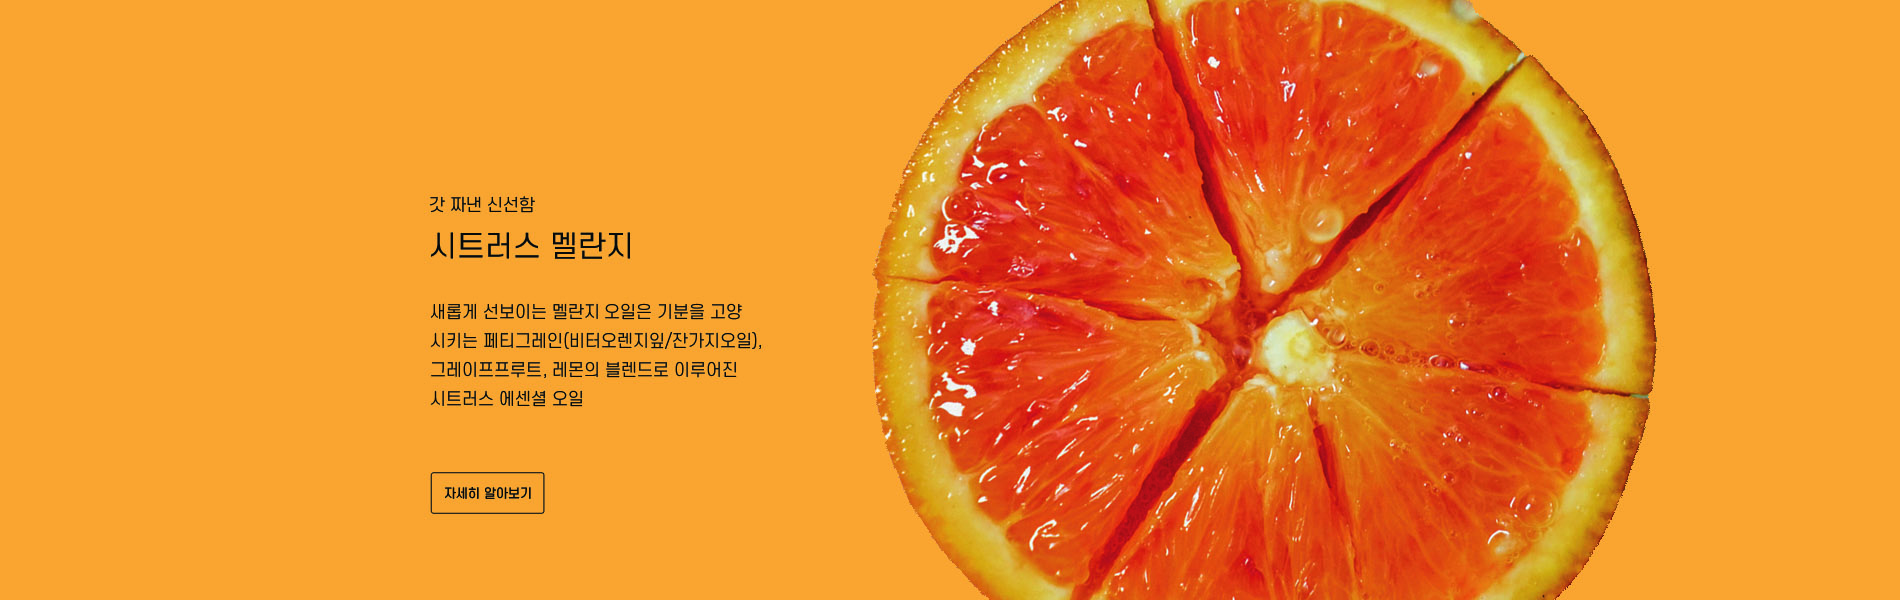 갓 짜낸 신선함
시트러스 멜란지
새롭게 선보이는 멜란지 오일은 기분을 고양
시키는 페티그레인(비터오렌지잎/잔가지오일),
그레이프프루트, 레몬의 블렌드로 이루어진
시트러스 에센셜 오일
자세히 알아보기